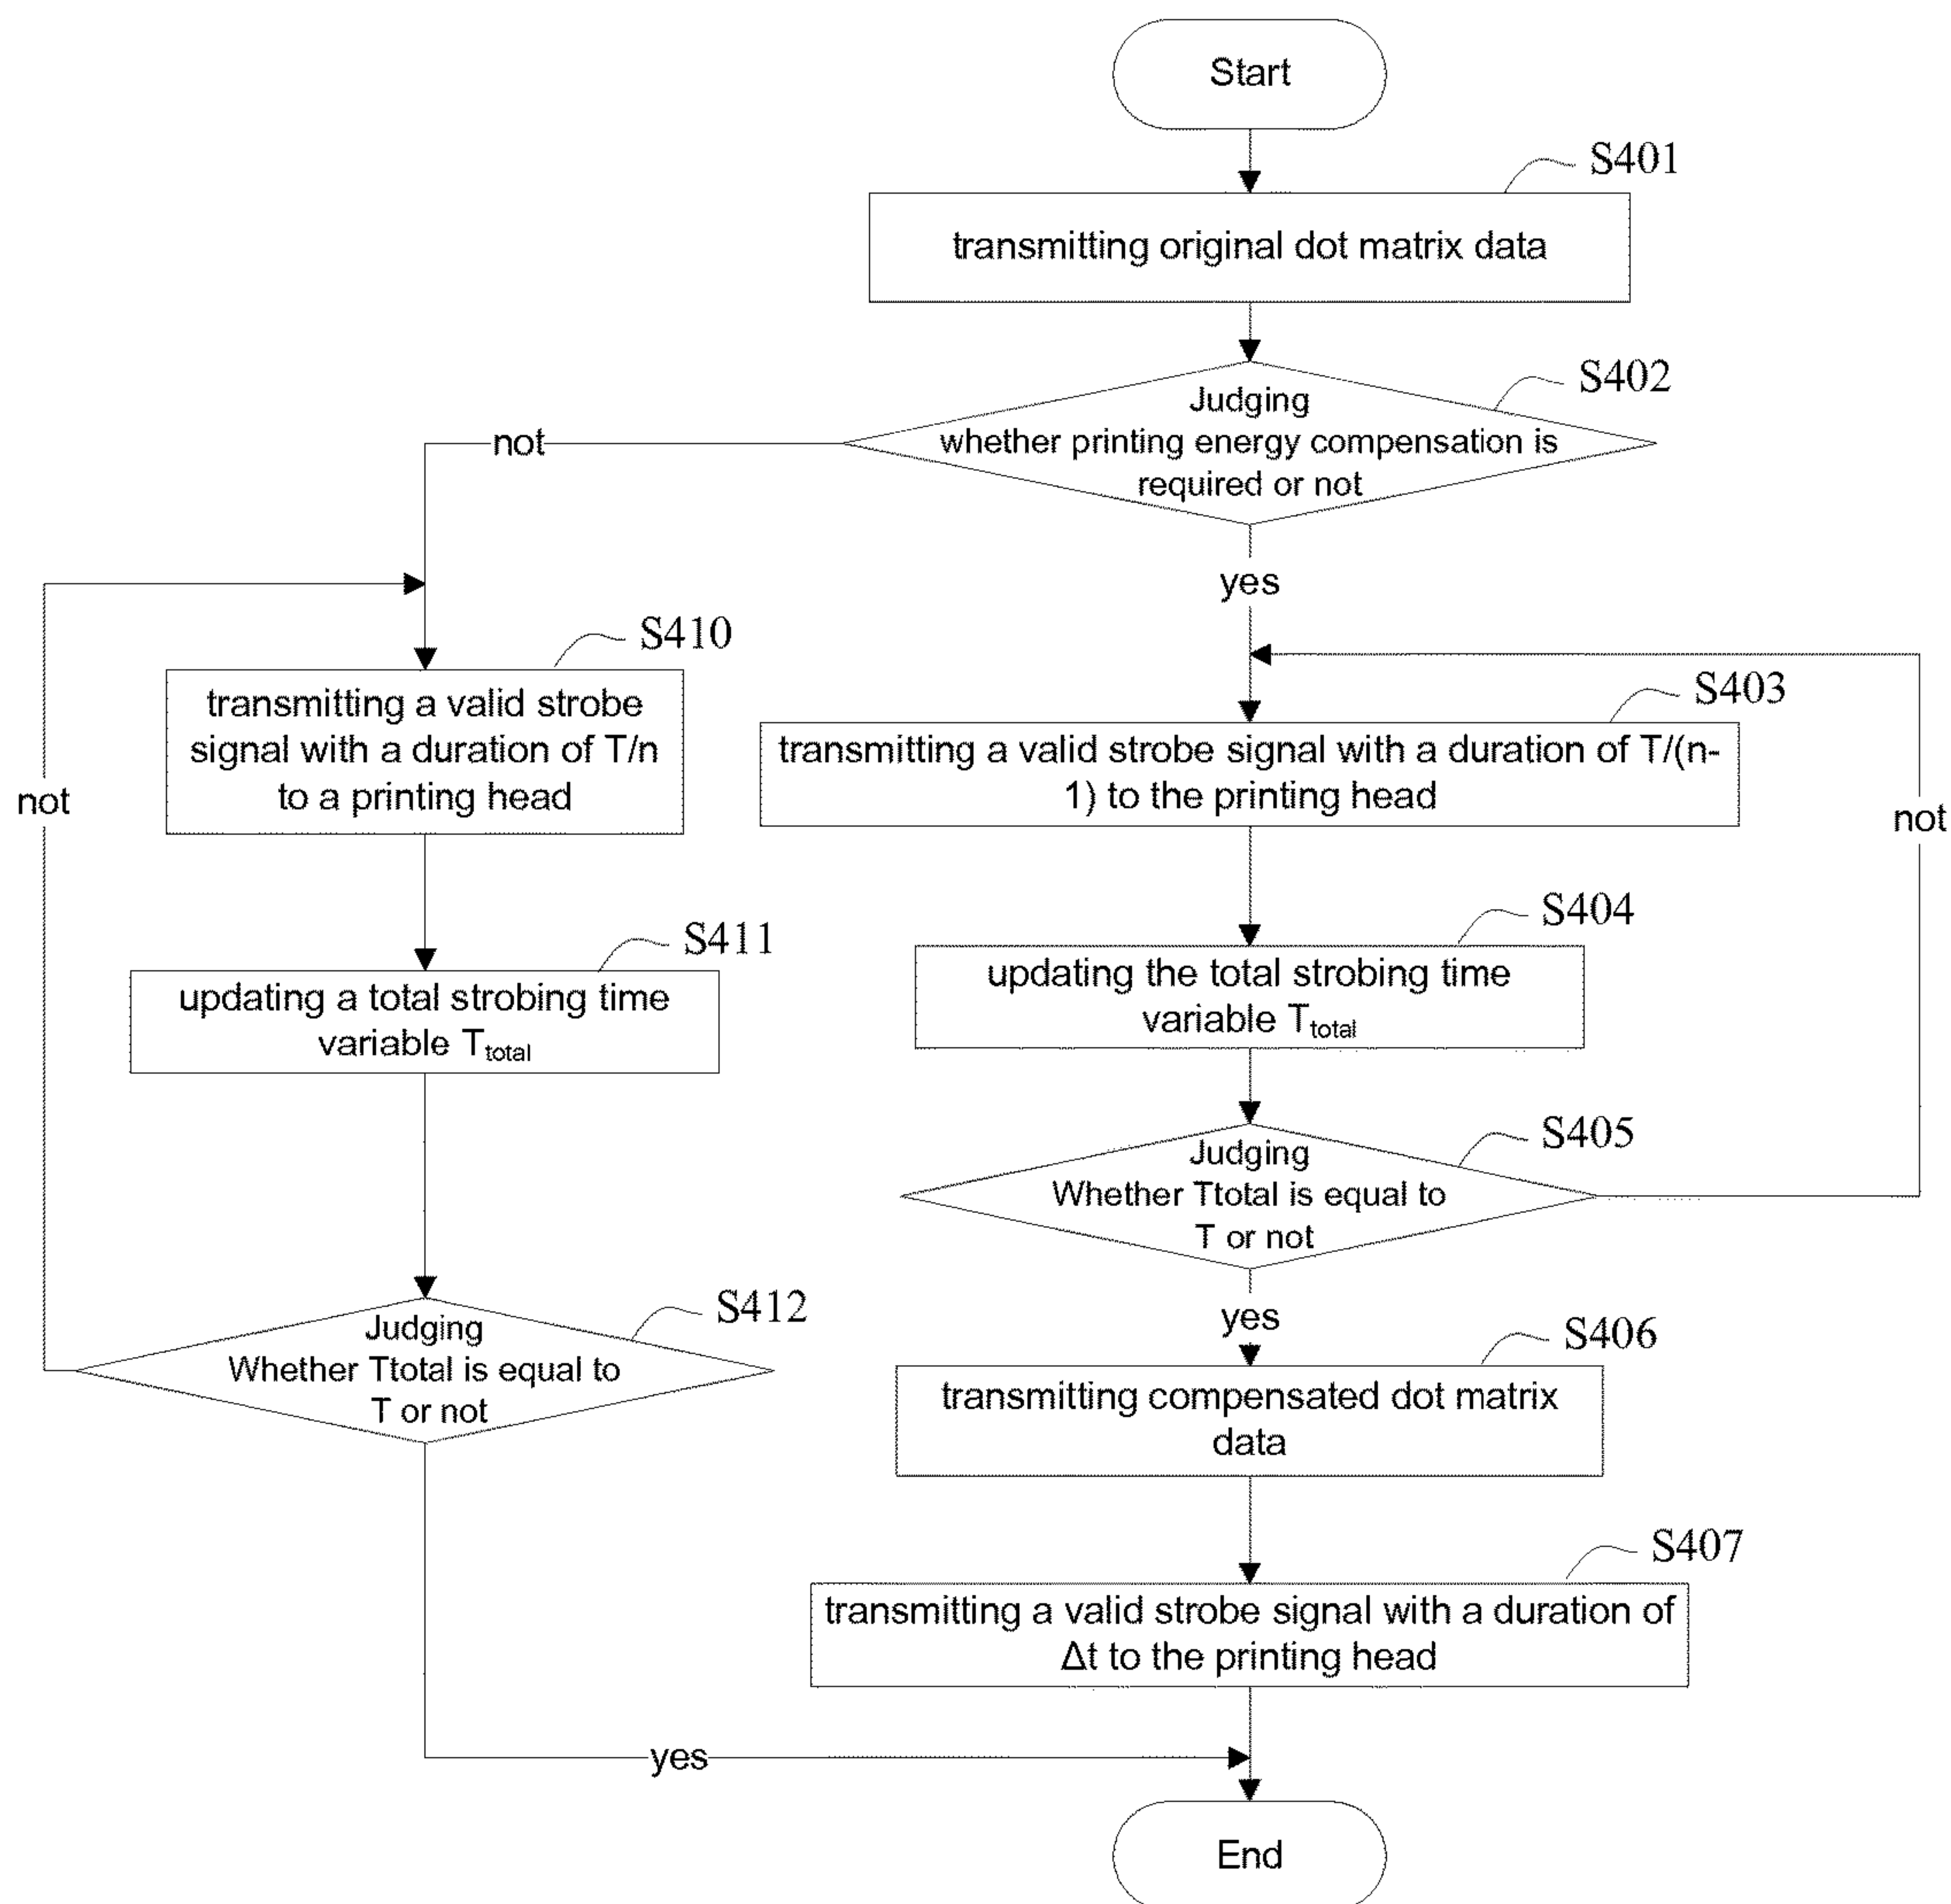 Start
S401
transmitting original dot matrix data
S402
Judging
whether printing energy compensation is
required or not
not
yes
S410
transmitting a valid strobe
signal with a duration of T/n
to a printing head
S403
transmitting a valid strobe signal with a duration of T/(n-
1) to the printing head
not
not
S411
updating a total strobing time
variable Ttotal
S404
updating the total strobing time
variable Ttotal
S405
Judging
Whether Ttotal is equal to
T or not
S412
Judging
Whether Ttotal is equal to
T or not
yes
S406
transmitting compensated dot matrix
data
S407
transmitting a valid strobe signal with a duration of
Δt to the printing head
yes
End